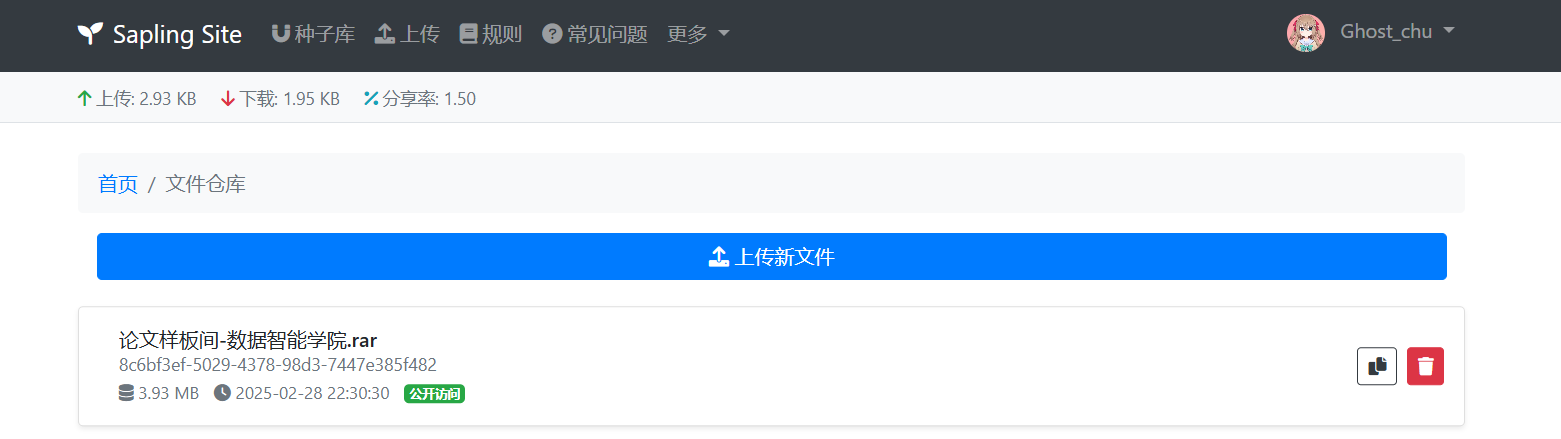 Sapling Site 种子库 上传 规则 常见问题 更多 Ghost_chu
上传: 2.93 KB 下载: 1.95 KB 分享率: 1.50
首页 / 文件仓库
上传新文件
论文样板间-数据智能学院.rar
8c6bf3ef-5029-4378-98d3-7447e385f482
3.93 MB 2025-02-28 22:30:30 公开访问